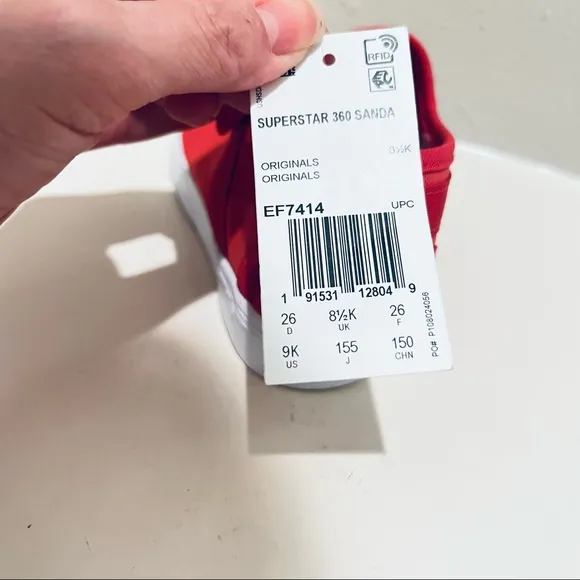 RFID
SUPERSTAR 360 SANDA
8½K
ORIGINALS
ORIGINALS
EF7414 UPC
1 91531 12804 9
26 8½K 26
D UK F
9K 155 150
US J CHN
PO# P108024056